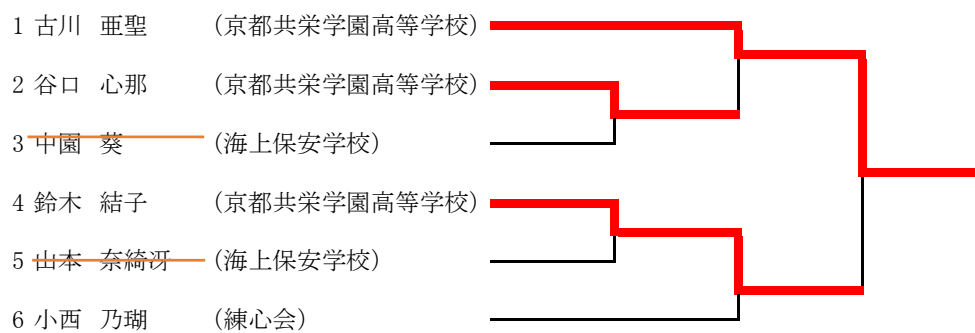 1 古川 亜聖 (京都共栄学園高等学校)
2 谷口 心那 (京都共栄学園高等学校)
3 中園 葵 (海上保安学校)
4 鈴木 結子 (京都共栄学園高等学校)
5 山本 奈綺冴 (海上保安学校)
6 小西 乃瑚 (練心会)